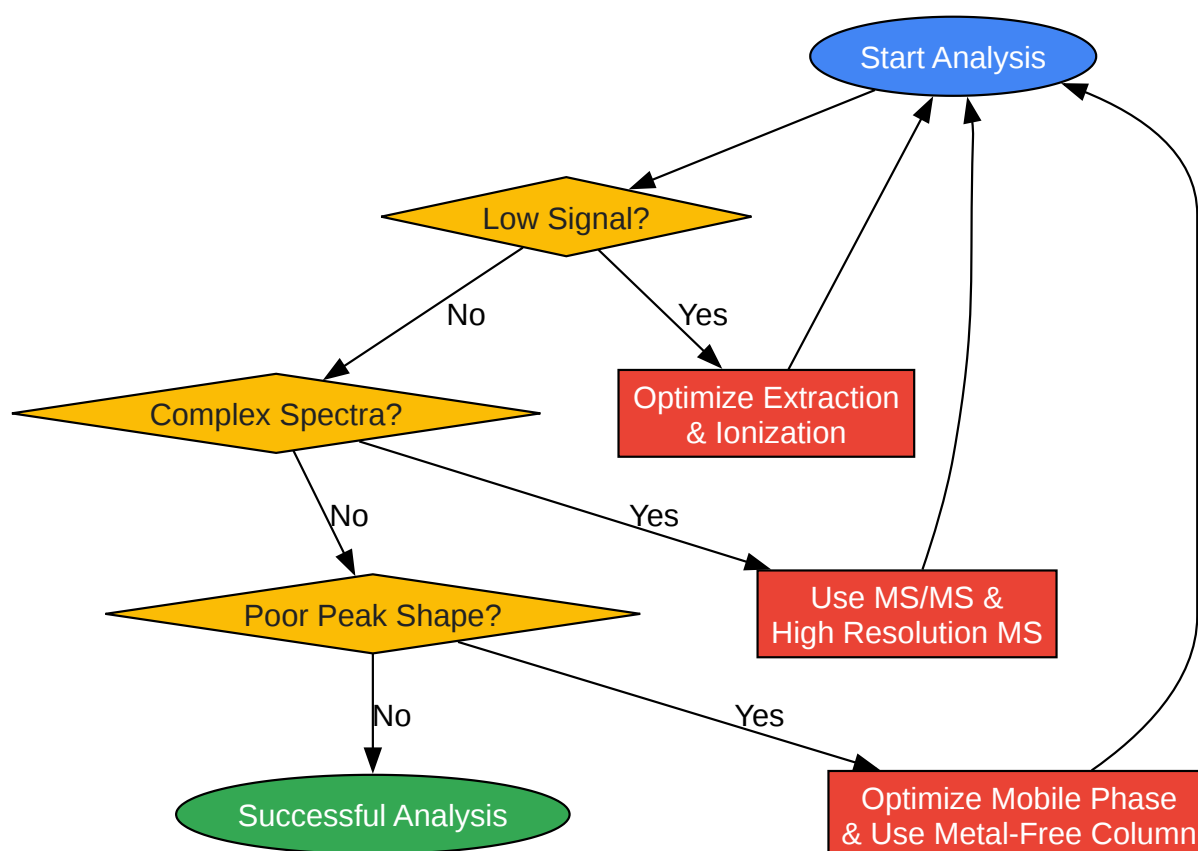 Start Analysis
Low Signal?
No
Yes
Complex Spectra?
Optimize Extraction
& Ionization
No
Yes
Poor Peak Shape?
Use MS/MS &
High Resolution MS
No
Yes
Successful Analysis
Optimize Mobile Phase
& Use Metal-Free Column